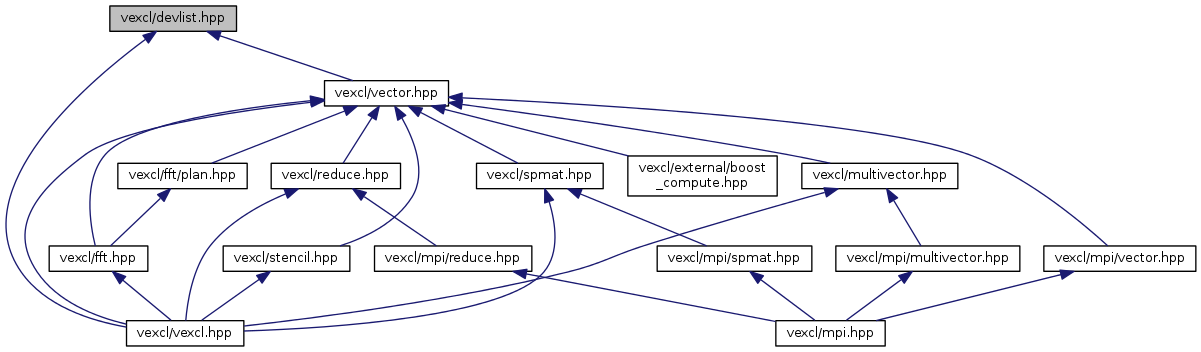 vexcl/devlist.hpp
vexcl/vector.hpp
vexcl/fft/plan.hpp
vexcl/reduce.hpp
vexcl/spmat.hpp
vexcl/external/boost
_compute.hpp
vexcl/multivector.hpp
vexcl/fft.hpp
vexcl/stencil.hpp
vexcl/mpi/reduce.hpp
vexcl/mpi/spmat.hpp
vexcl/mpi/multivector.hpp
vexcl/mpi/vector.hpp
vexcl/vexcl.hpp
vexcl/mpi.hpp